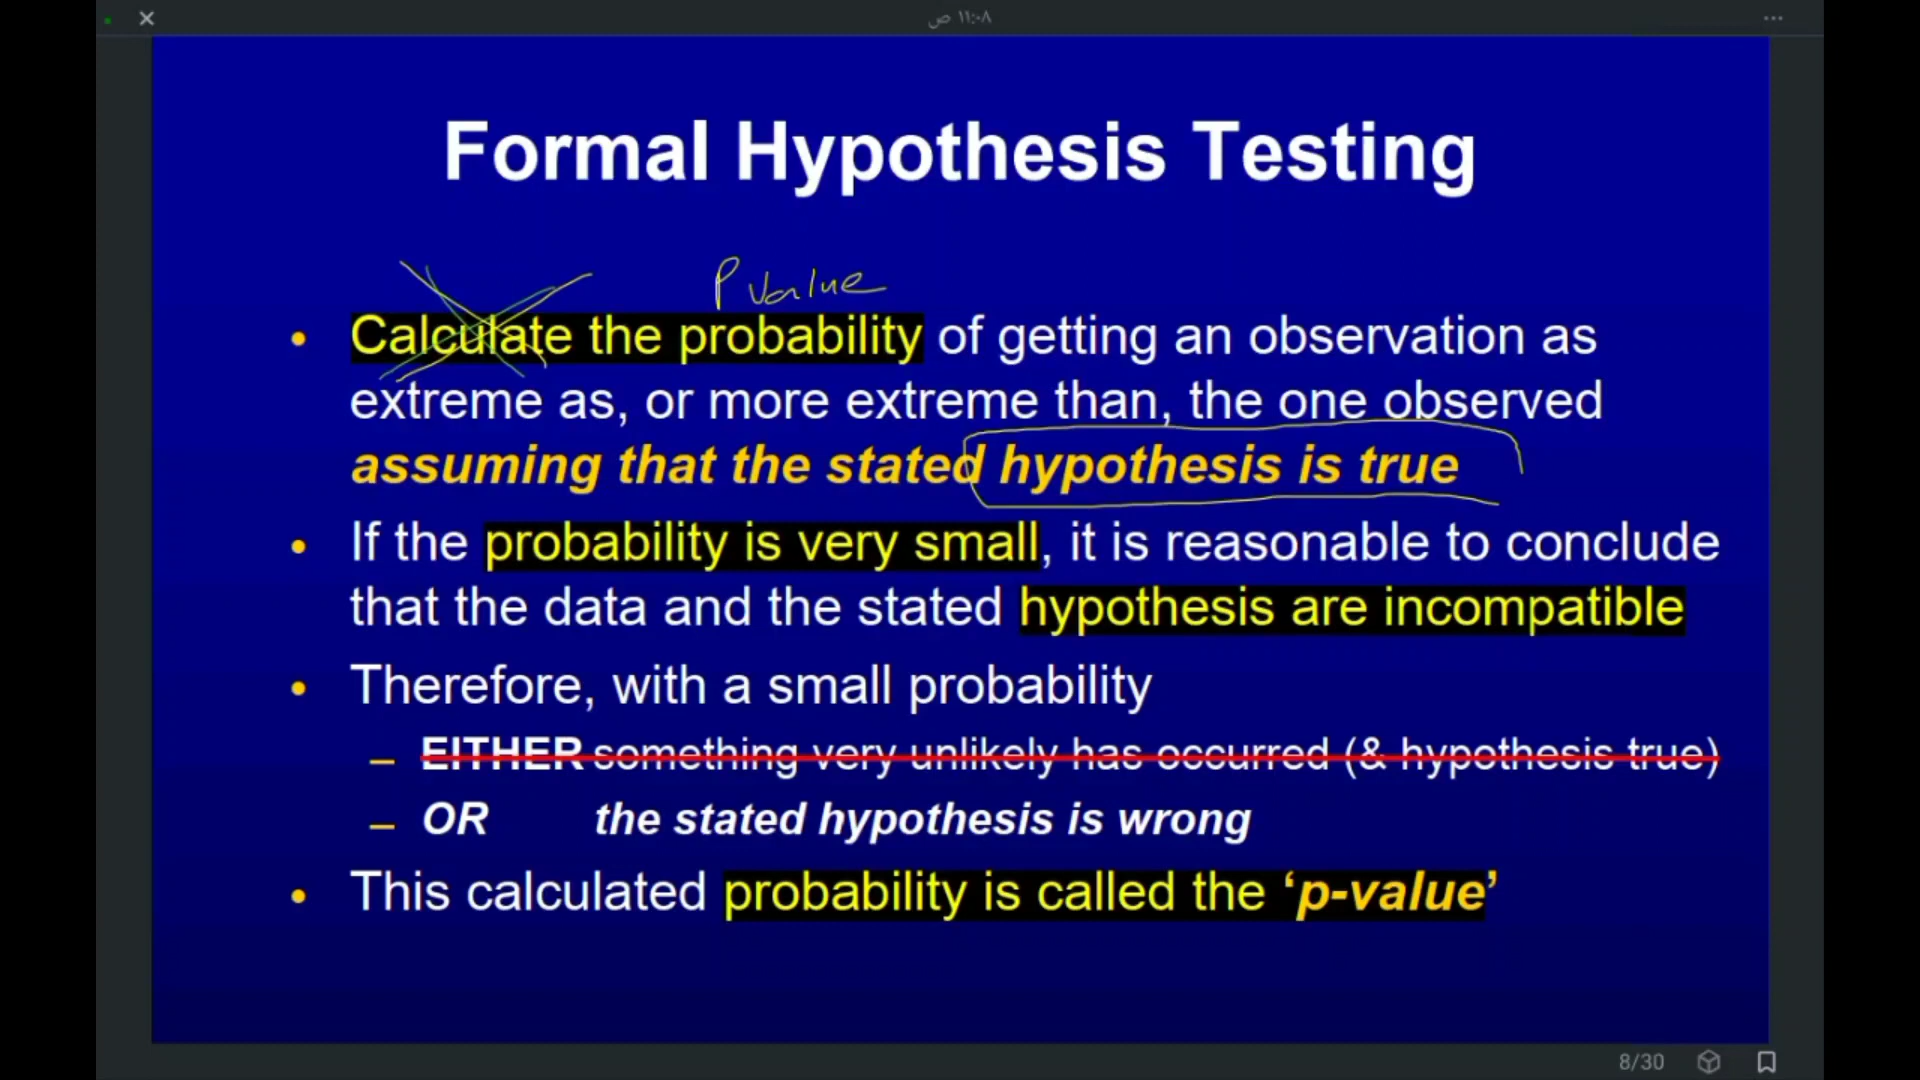 ١١:٠٨ ص
Formal Hypothesis Testing
P value
• Calculate the probability of getting an observation as
extreme as, or more extreme than, the one observed
assuming that the stated hypothesis is true
• If the probability is very small, it is reasonable to conclude
that the data and the stated hypothesis are incompatible
• Therefore, with a small probability
– EITHER something very unlikely has occurred (& hypothesis true)
– OR the stated hypothesis is wrong
• This calculated probability is called the ‘p-value’
8/30